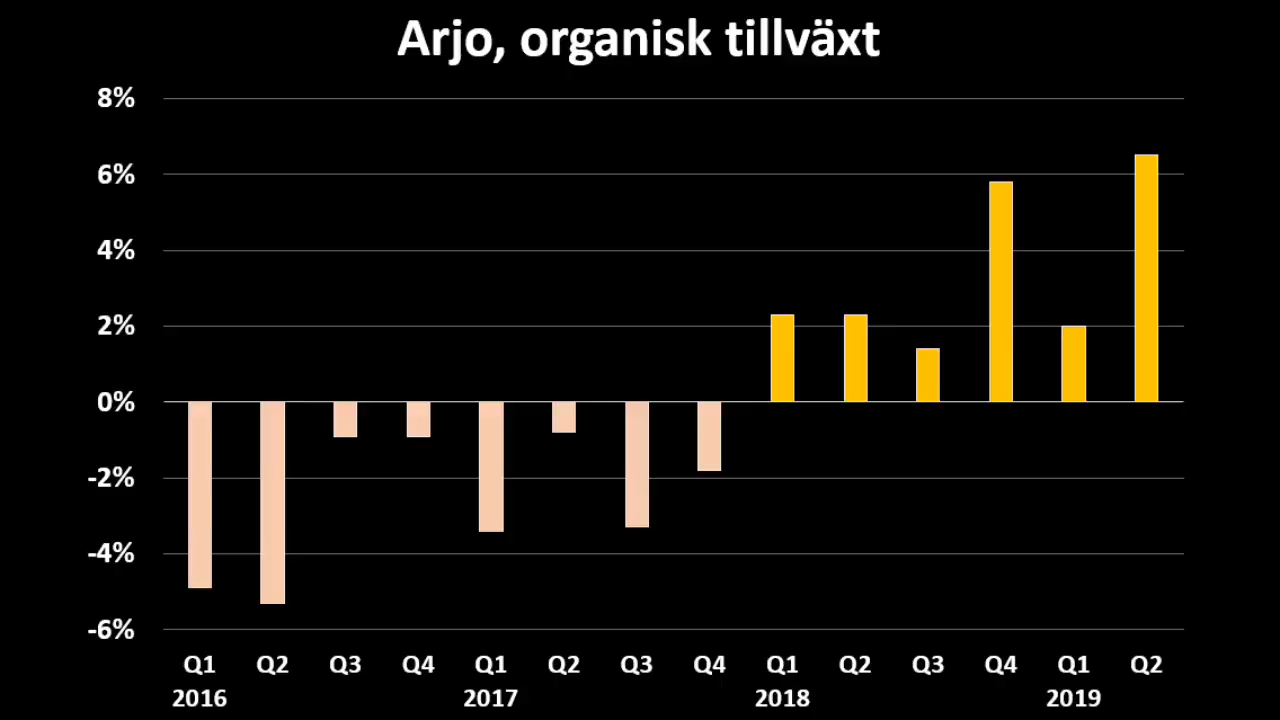 Arjo, organisk tillväxt
8%
6%
4%
2%
0%
-2%
-4%
-6%
Q1 Q2 Q3 Q4 Q1 Q2 Q3 Q4 Q1 Q2 Q3 Q4 Q1 Q2
2016 2017 2018 2019